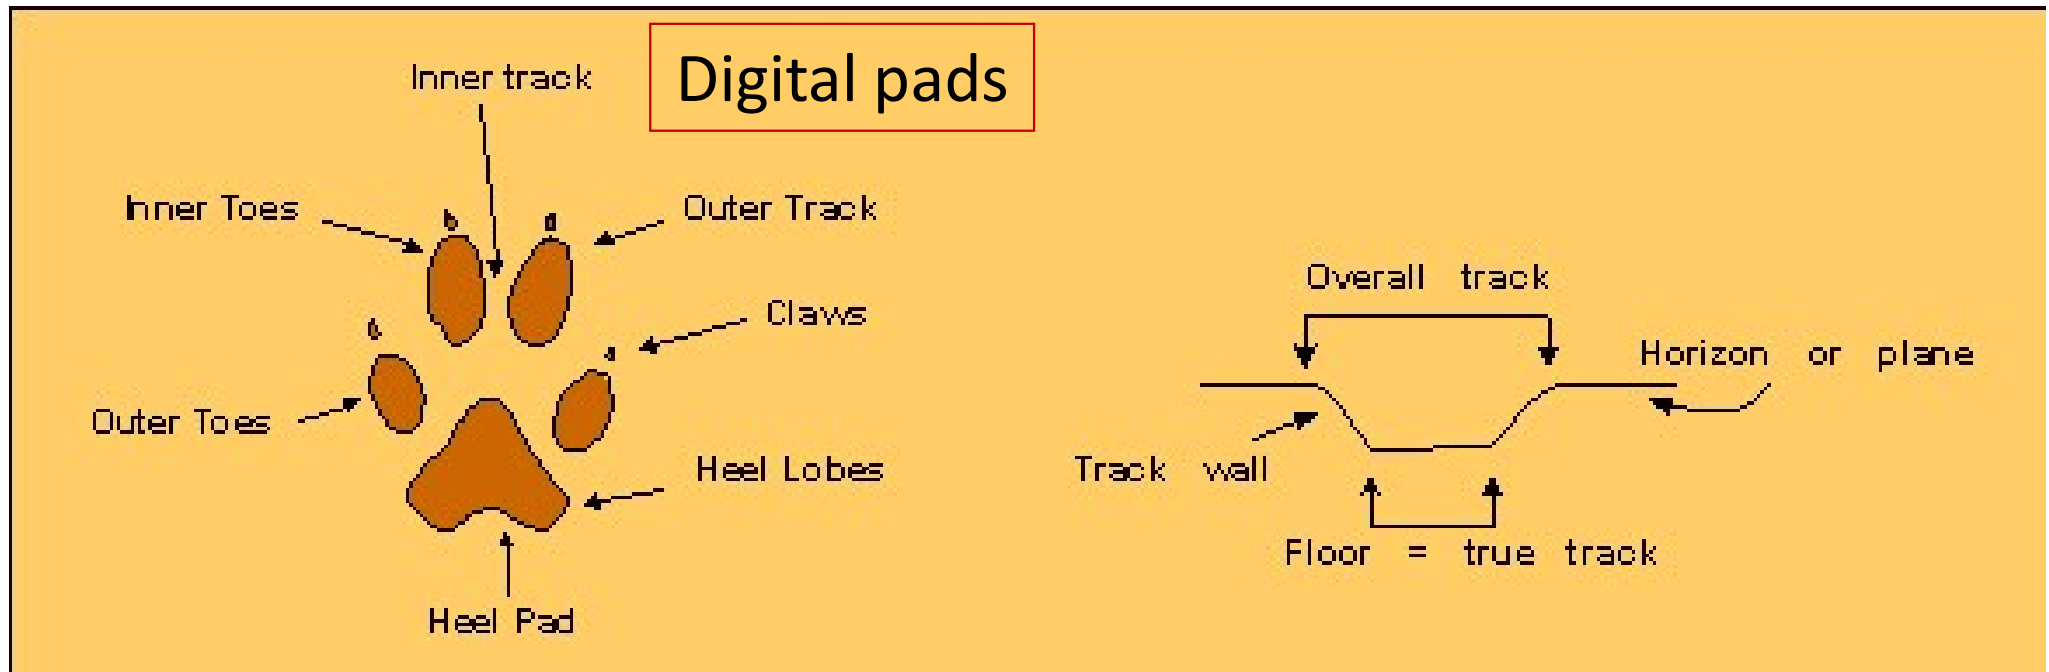 Digital pads
Inner track
Inner Toes
Outer Track
Claws
Outer Toes
Heel Lobes
Heel Pad
Overall track
Horizon or plane
Track wall
Floor = true track